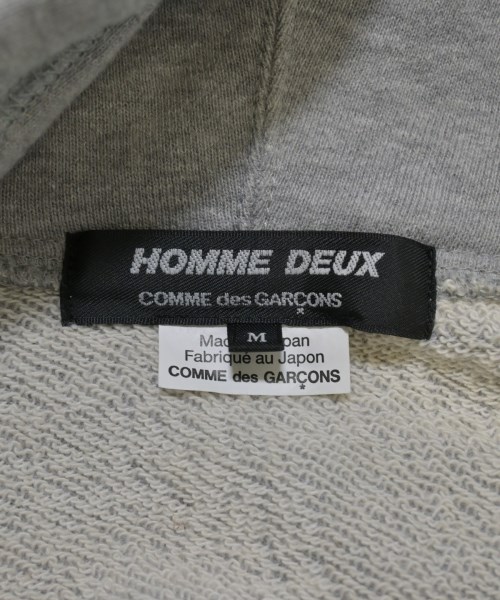 HOMME DEUX
COMME des GARÇONS
M
Fabriqué au Japon
COMME des GARÇONS